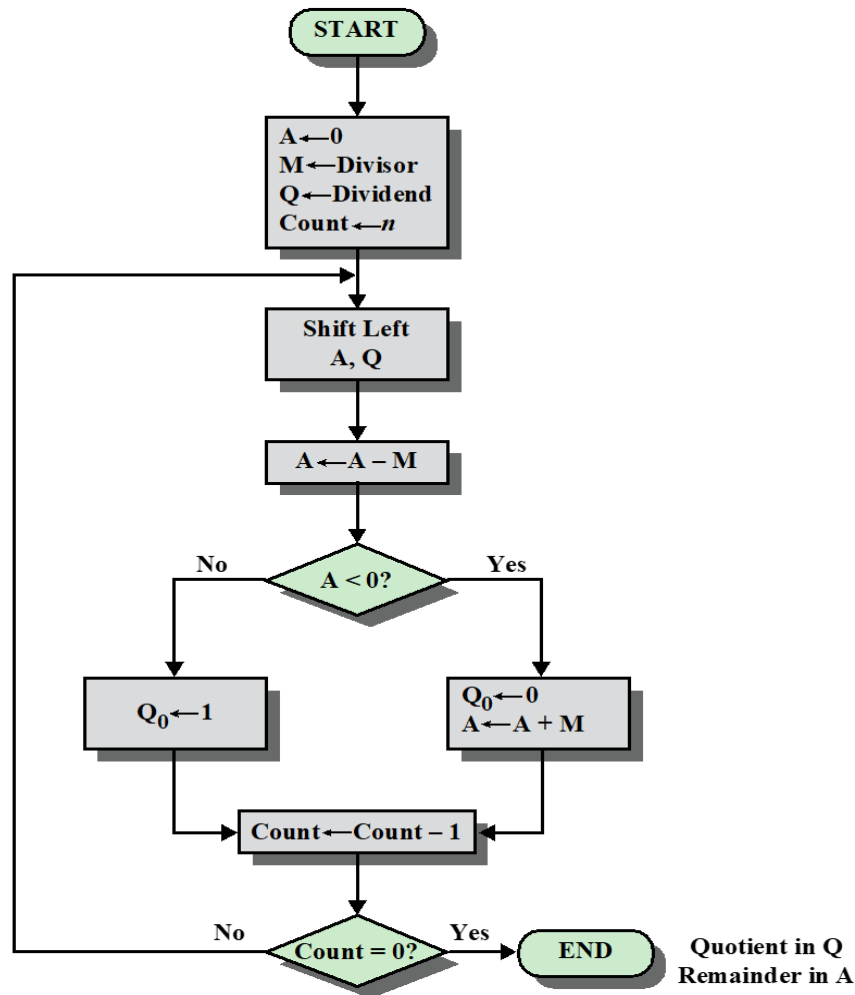 START
A←0
M←Divisor
Q←Dividend
Count←n
Shift Left
A, Q
A←A – M
No
Yes
A < 0?
Q₀←1
Q₀←0
A←A + M
Count←Count – 1
No
Yes
Count = 0?
END
Quotient in Q
Remainder in A